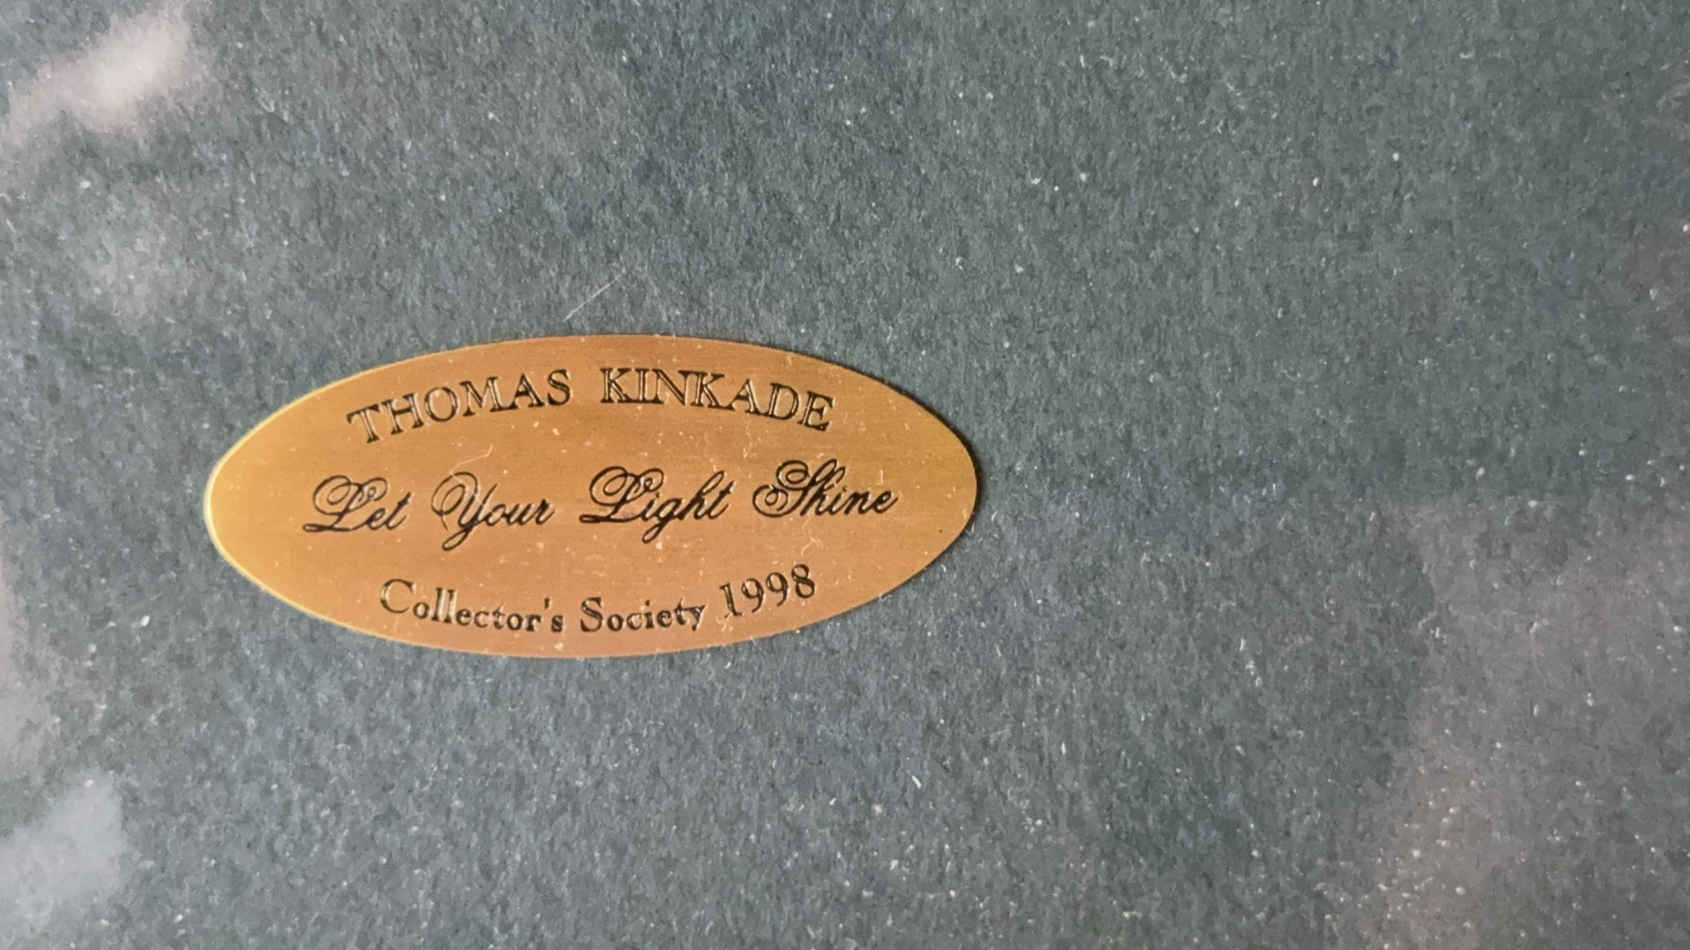 THOMAS KINKADE
Let Your Light Shine
Collector's Society 1998